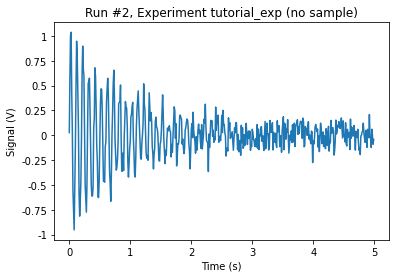 Run #2, Experiment tutorial_exp (no sample)
Signal (V)
1
0.75
0.5
0.25
0
-0.25
-0.5
-0.75
-1
0 1 2 3 4 5
Time (s)